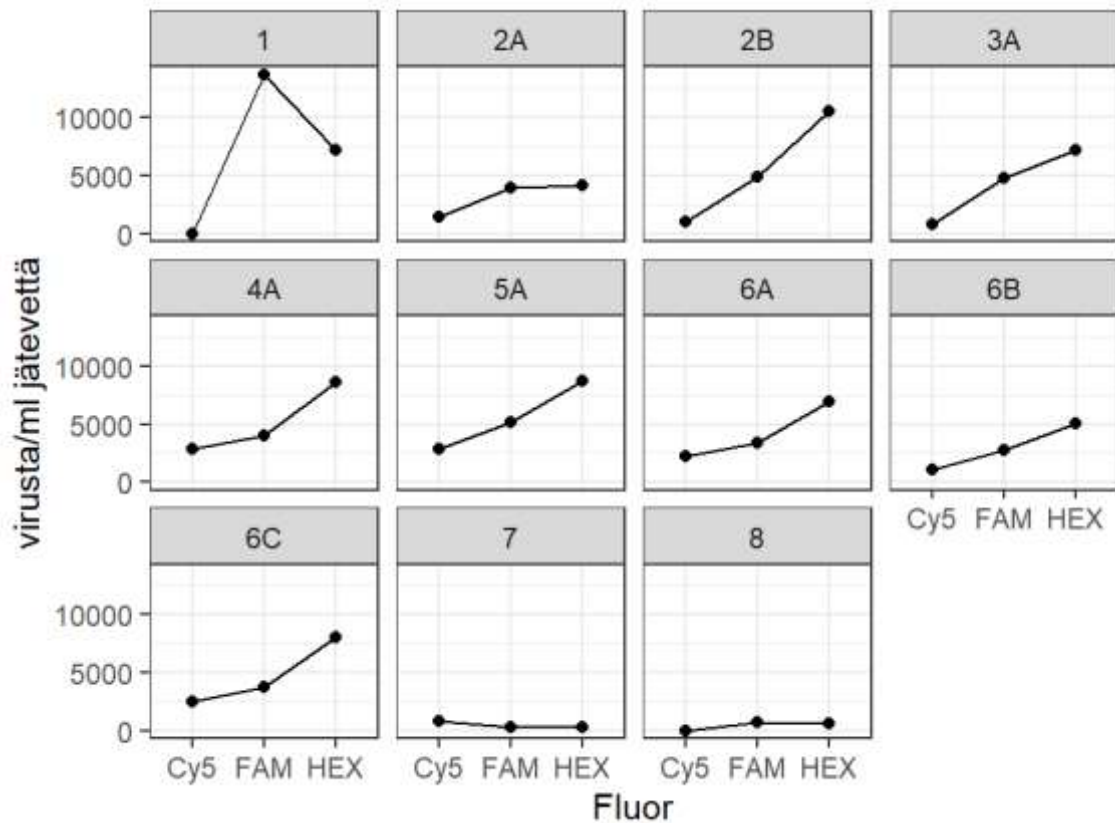 1 2A 2B 3A
10000
5000
0
4A 5A 6A 6B
10000
5000
0
Cy5 FAM HEX
6C 7 8
10000
5000
0
Cy5 FAM HEX Cy5 FAM HEX Cy5 FAM HEX
Fluor
virusta/ml jätevettä